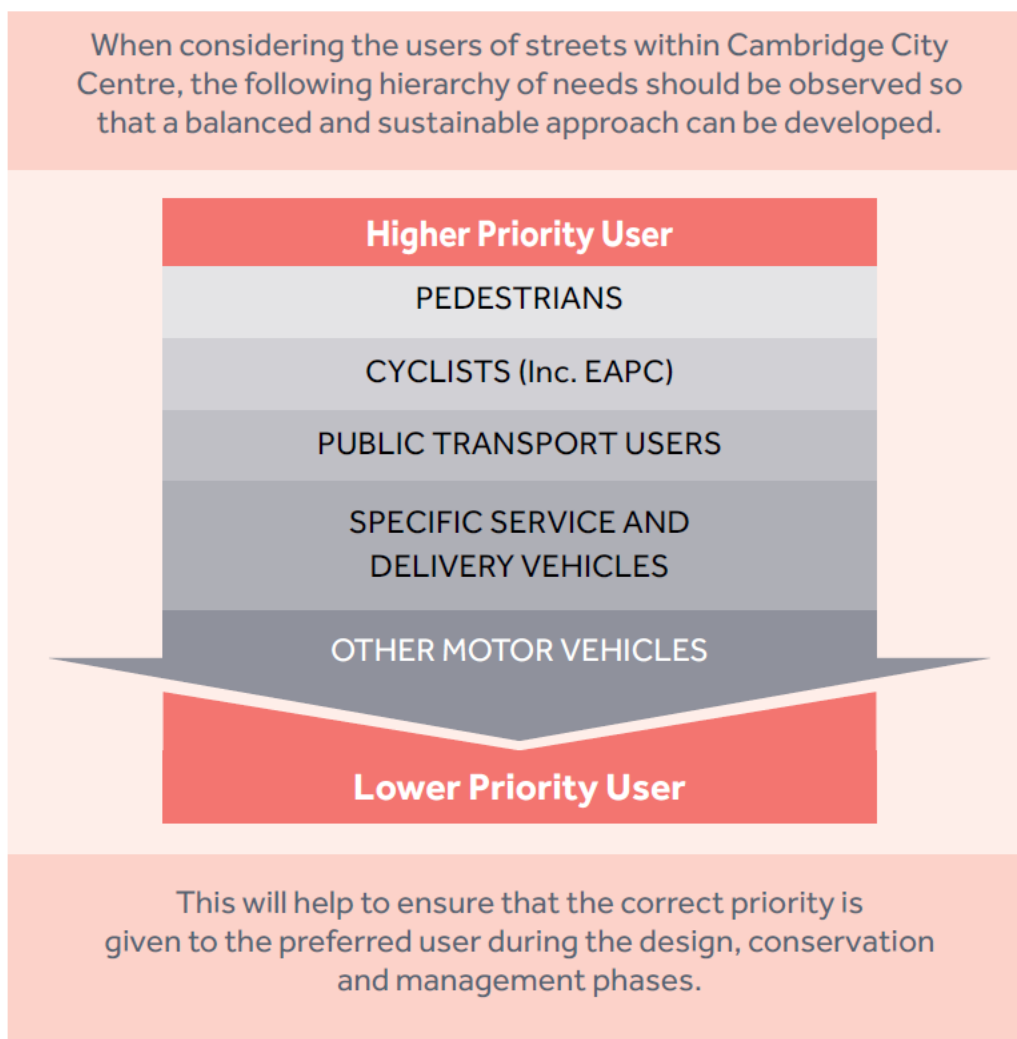 When considering the users of streets within Cambridge City
Centre, the following hierarchy of needs should be observed so
that a balanced and sustainable approach can be developed.
Higher Priority User
PEDESTRIANS
CYCLISTS (Inc. EAPC)
PUBLIC TRANSPORT USERS
SPECIFIC SERVICE AND
DELIVERY VEHICLES
OTHER MOTOR VEHICLES
Lower Priority User
This will help to ensure that the correct priority is
given to the preferred user during the design, conservation
and management phases.